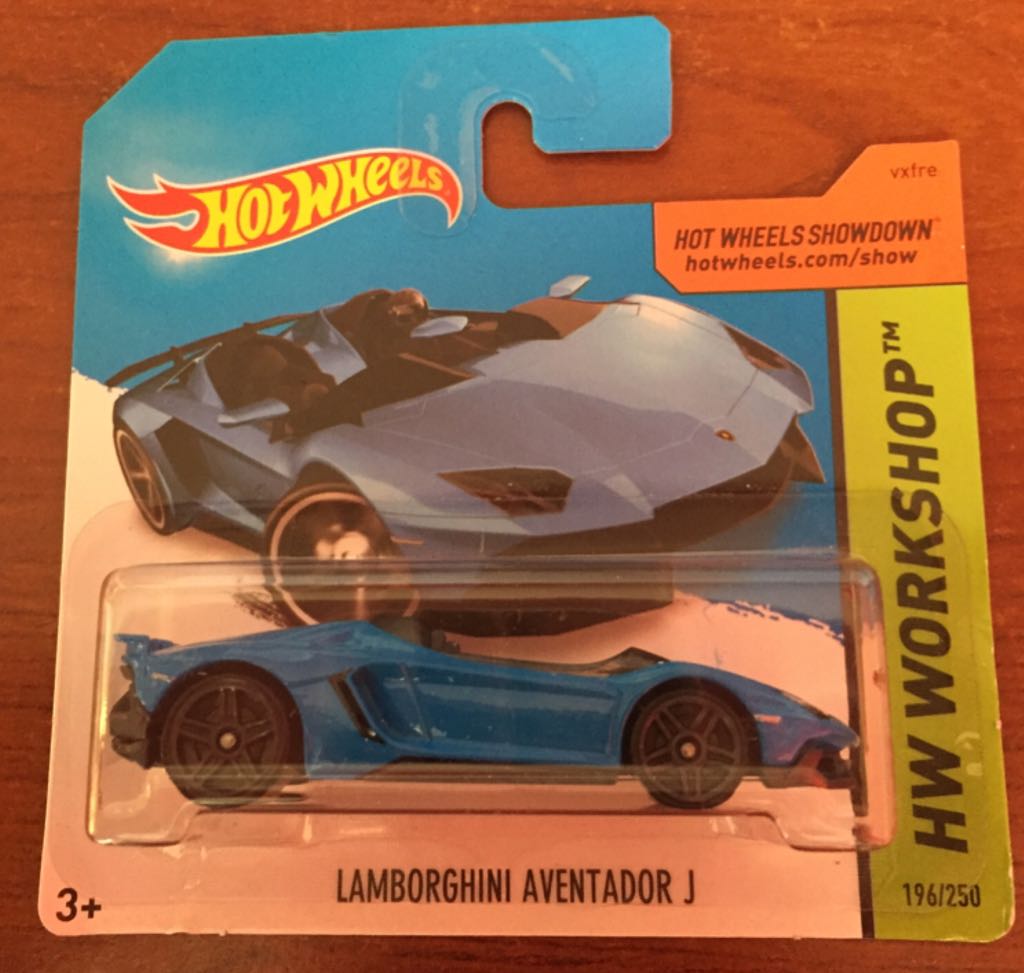 HOT WHEELS
vxfre
HOT WHEELS SHOWDOWN™
hotwheels.com/show
HW WORKSHOP™
LAMBORGHINI AVENTADOR J
3+
196/250